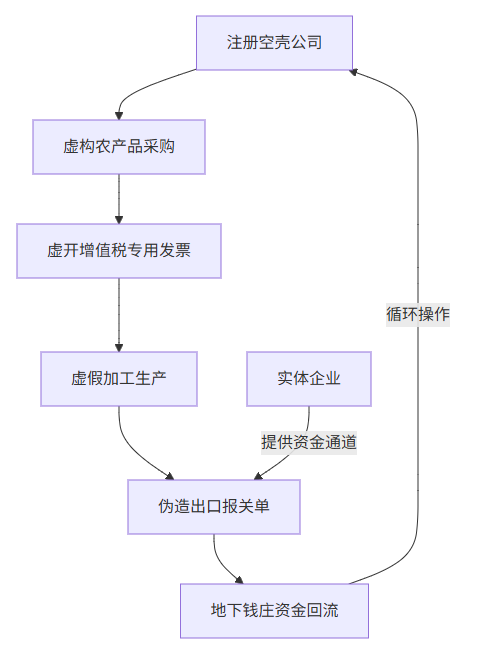 注册空壳公司
虚构农产品采购
虚开增值税专用发票
循环操作
虚假加工生产
实体企业
提供资金通道
伪造出口报关单
地下钱庄资金回流